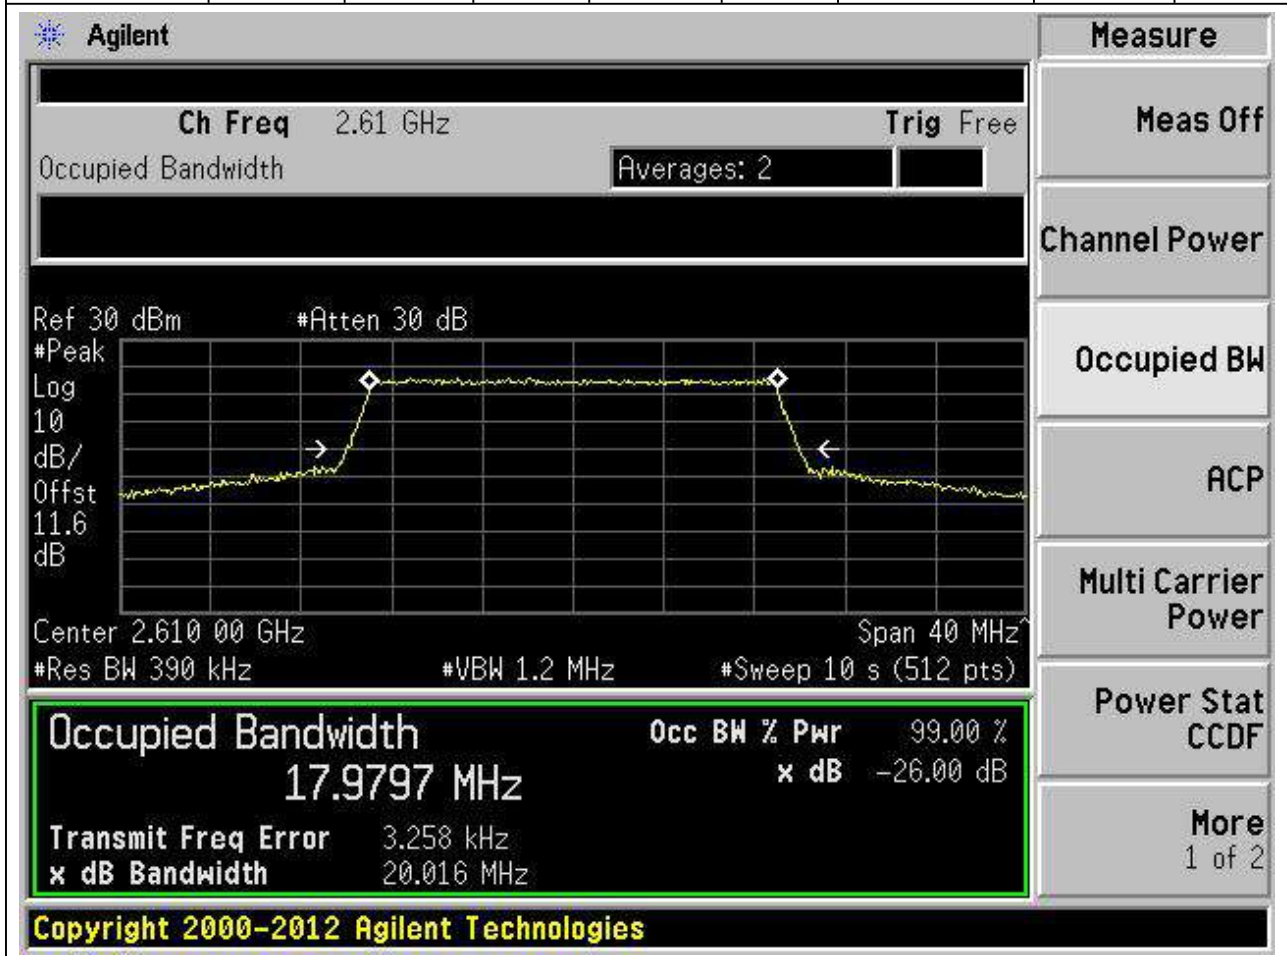 Agilent
Measure
Ch Freq 2.61 GHz Trig Free
Occupied Bandwidth Averages: 2
Meas Off
Channel Power
Occupied BW
ACP
Multi Carrier
Power
Power Stat
CCDF
More
1 of 2
Ref 30 dBm #Atten 30 dB
#Peak
Log
10
dB/
Offst
11.6
dB
Center 2.610 00 GHz Span 40 MHz^
#Res BW 390 kHz #VBW 1.2 MHz #Sweep 10 s (512 pts)
Occupied Bandwidth Occ BW % Pwr 99.00 %
17.9797 MHz x dB -26.00 dB
Transmit Freq Error 3.258 kHz
x dB Bandwidth 20.016 MHz
Copyright 2000-2012 Agilent Technologies